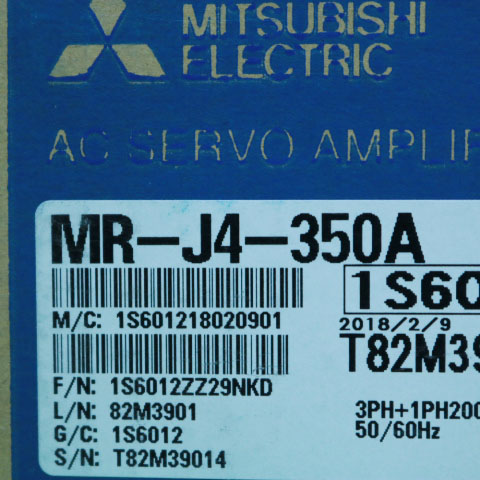 MITSUBISHI
ELECTRIC
AC SERVO AMPLIF
MR-J4-350A
1S60
M/C: 1S601218020901
2018/2/9
T82M39
F/N: 1S6012ZZ29NKD
L/N: 82M3901
3PH+1PH200
G/C: 1S6012
50/60Hz
S/N: T82M39014